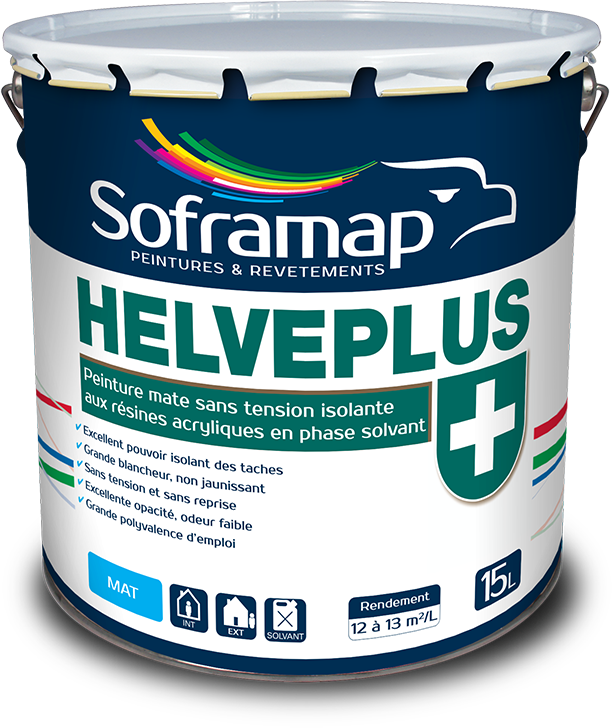 Soframap
PEINTURES & REVETEMENTS
HELVEPLUS
Peinture mate sans tension isolante
aux résines acryliques en phase solvant
Excellent pouvoir isolant des taches
Grande blancheur, non jaunissant
Sans tension et sans reprise
Excellente opacité, odeur faible
Grande polyvalence d'emploi
MAT
INT
EXT
SOLVANT
Rendement
12 à 13 m²/L
15L